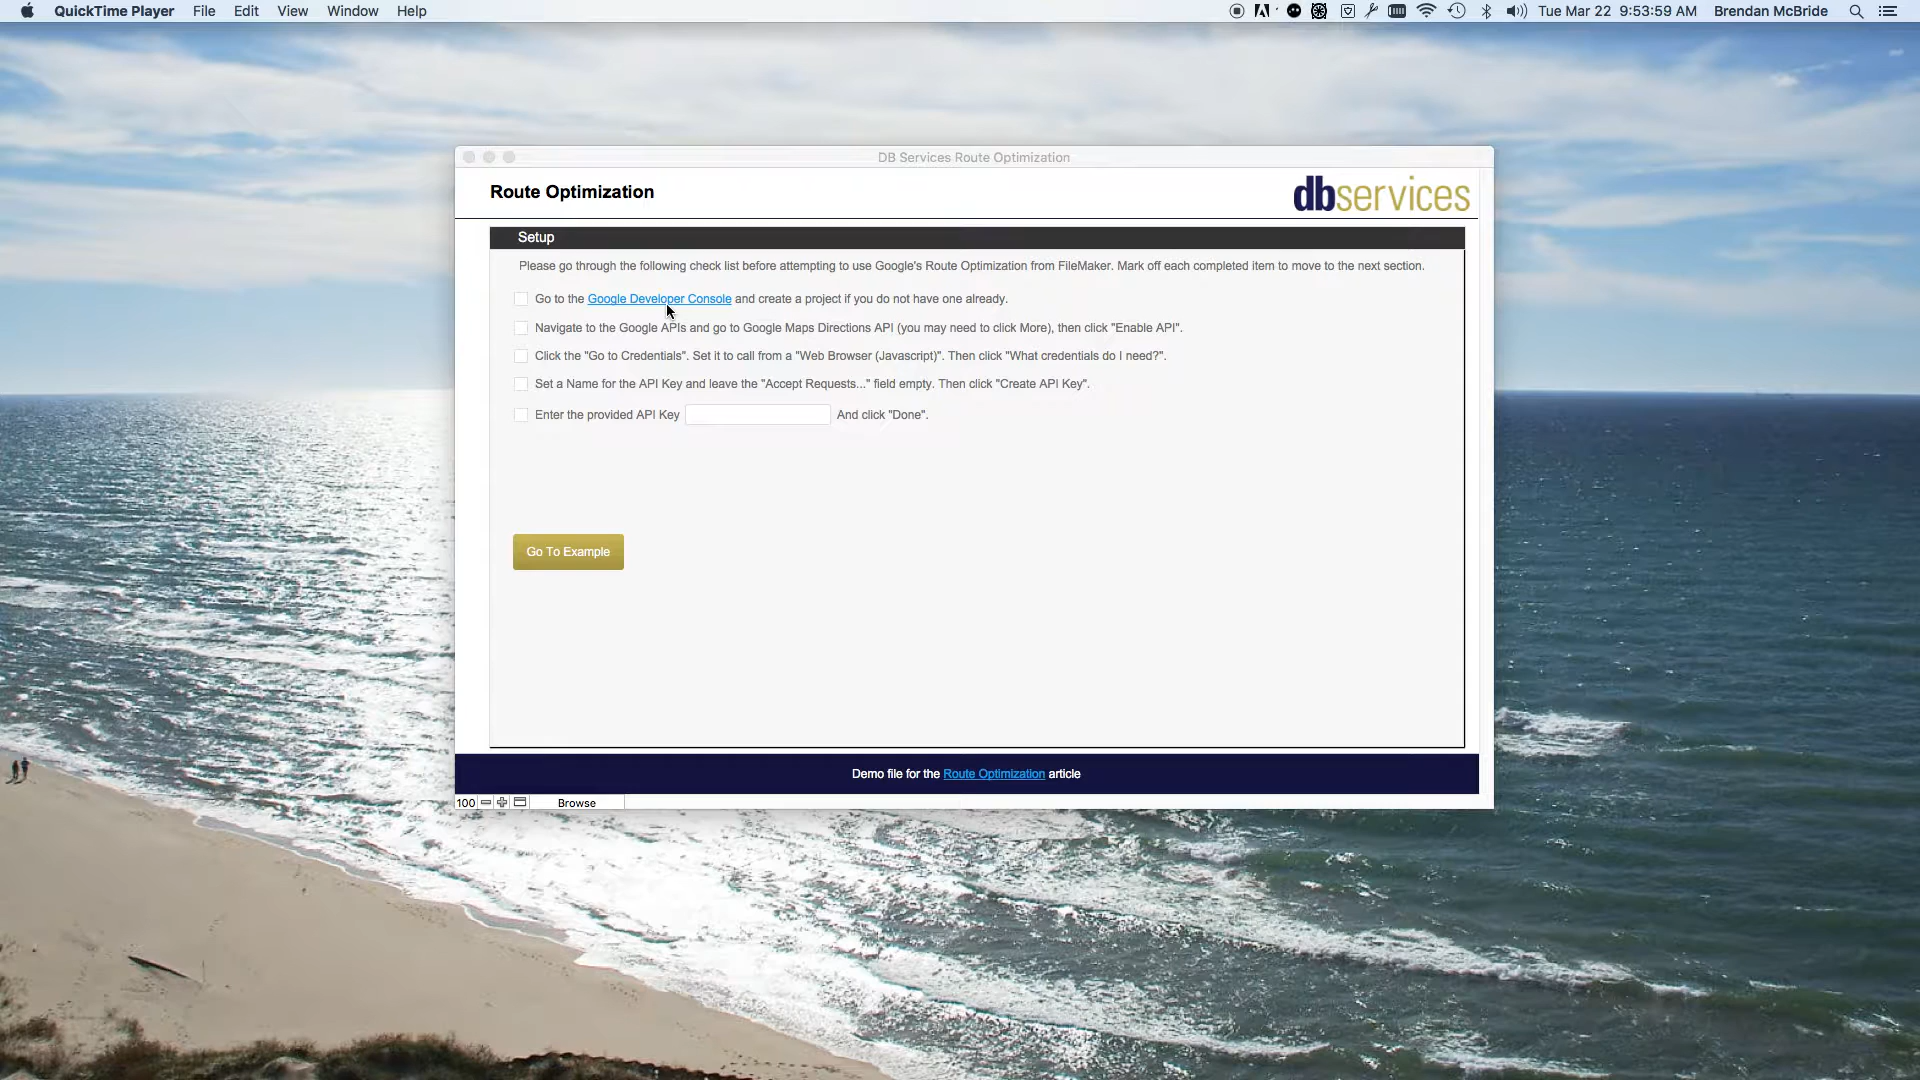 QuickTime Player File Edit View Window Help Tue Mar 22 9:53:59 AM Brendan McBride
DB Services Route Optimization
Route Optimization
dbservices
Setup
Please go through the following check list before attempting to use Google's Route Optimization from FileMaker. Mark off each completed item to move to the next section.
Go to the Google Developer Console and create a project if you do not have one already.
Navigate to the Google APIs and go to Google Maps Directions API (you may need to click More), then click "Enable API".
Click the "Go to Credentials". Set it to call from a "Web Browser (Javascript)". Then click "What credentials do I need?".
Set a Name for the API Key and leave the "Accept Requests..." field empty. Then click "Create API Key".
Enter the provided API Key And click "Done".
Go To Example
Demo file for the Route Optimization article
100 Browse